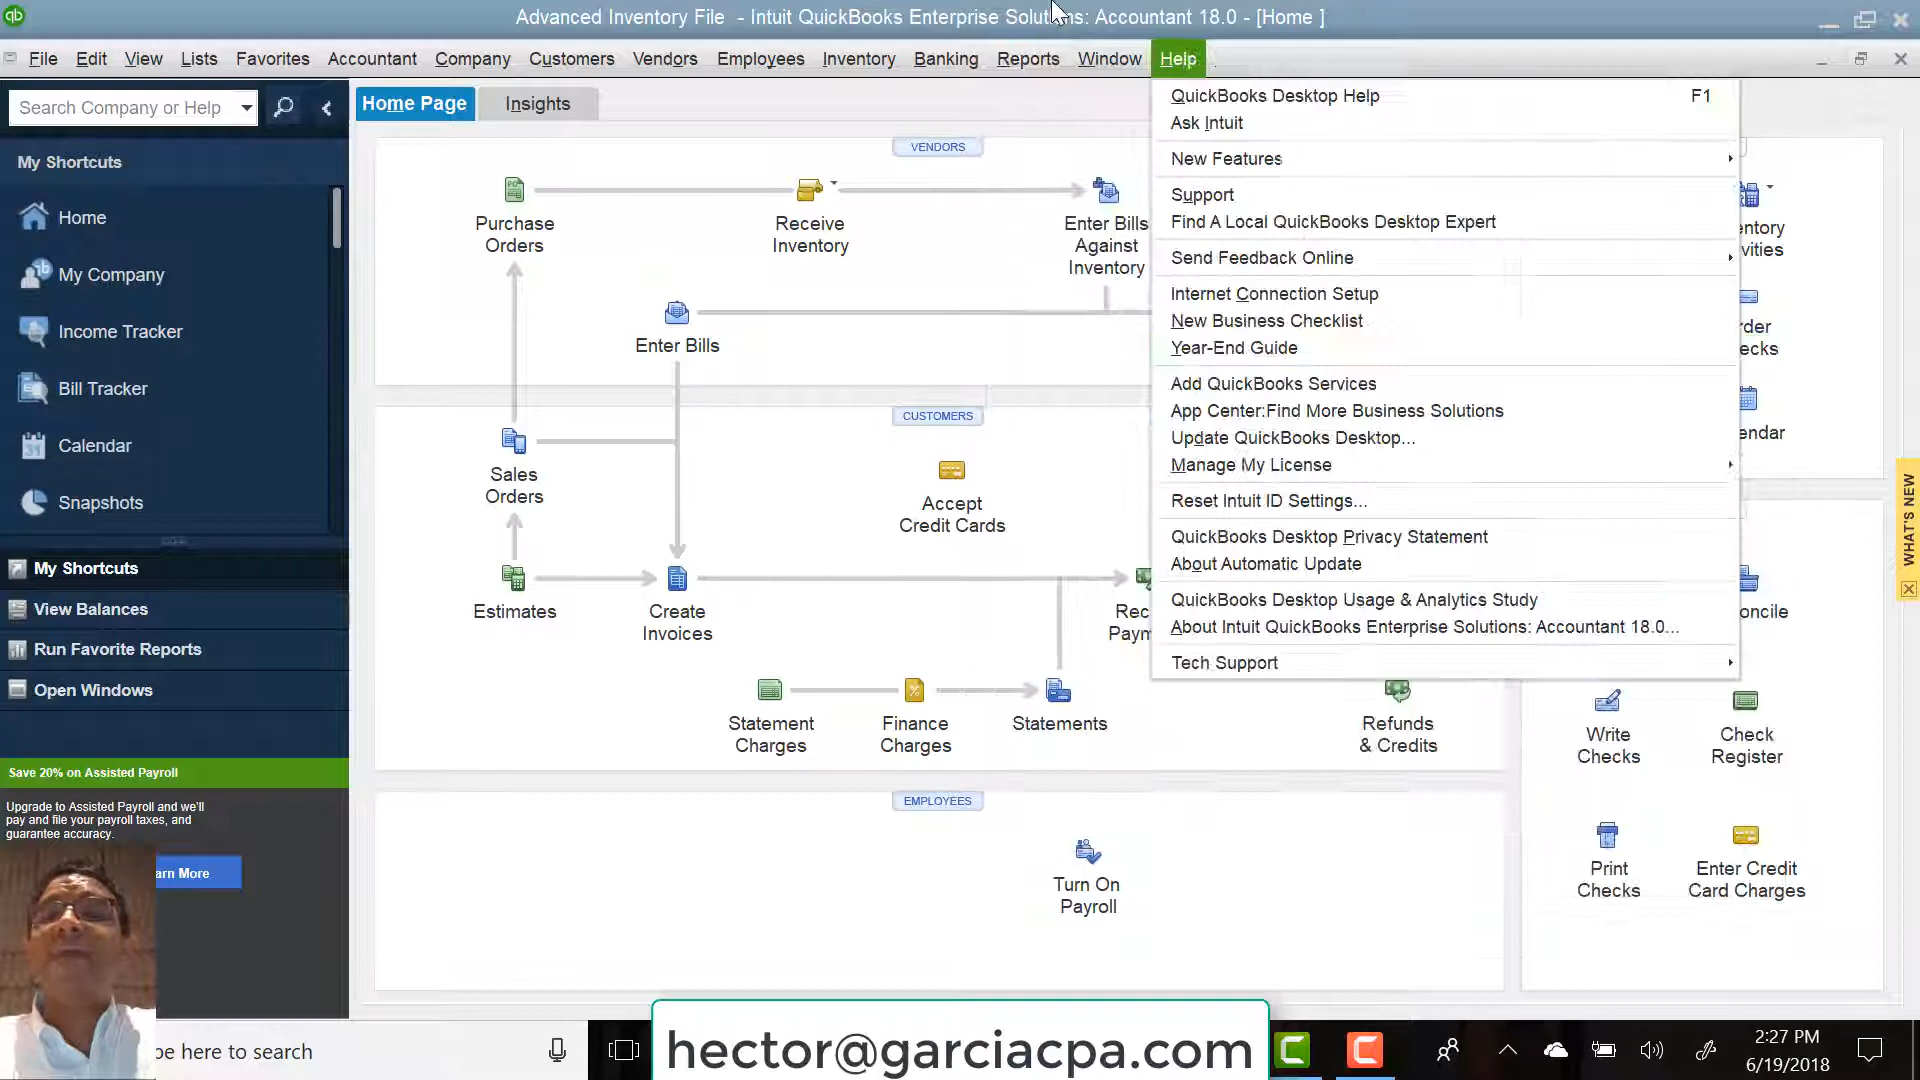 qb
Advanced Inventory File - Intuit QuickBooks Enterprise Solutions: Accountant 18.0 - [Home ]
File Edit View Lists Favorites Accountant Company Customers Vendors Employees Inventory Banking Reports Window Help
Search Company or Help
Home Page Insights
My Shortcuts
Home
My Company
Income Tracker
Bill Tracker
Calendar
Snapshots
My Shortcuts
View Balances
Run Favorite Reports
Open Windows
Save 20% on Assisted Payroll
Upgrade to Assisted Payroll and we'll
pay and file your payroll taxes, and
guarantee accuracy.
arn More
VENDORS
Purchase
Orders
Receive
Inventory
Enter Bills
Against
Inventory
Enter Bills
CUSTOMERS
Sales
Orders
Accept
Credit Cards
Estimates
Create
Invoices
Rec
Paym
Statement
Charges
Finance
Charges
Statements
Refunds
& Credits
EMPLOYEES
Turn On
Payroll
QuickBooks Desktop Help F1
Ask Intuit
New Features
Support
Find A Local QuickBooks Desktop Expert
Send Feedback Online
Internet Connection Setup
New Business Checklist
Year-End Guide
Add QuickBooks Services
App Center:Find More Business Solutions
Update QuickBooks Desktop...
Manage My License
Reset Intuit ID Settings...
QuickBooks Desktop Privacy Statement
About Automatic Update
QuickBooks Desktop Usage & Analytics Study
About Intuit QuickBooks Enterprise Solutions: Accountant 18.0...
Tech Support
entory
vities
rder
ecks
endar
oncile
Write
Checks
Check
Register
Print
Checks
Enter Credit
Card Charges
WHAT'S NEW
pe here to search
hector@garciacpa.com
2:27 PM
6/19/2018